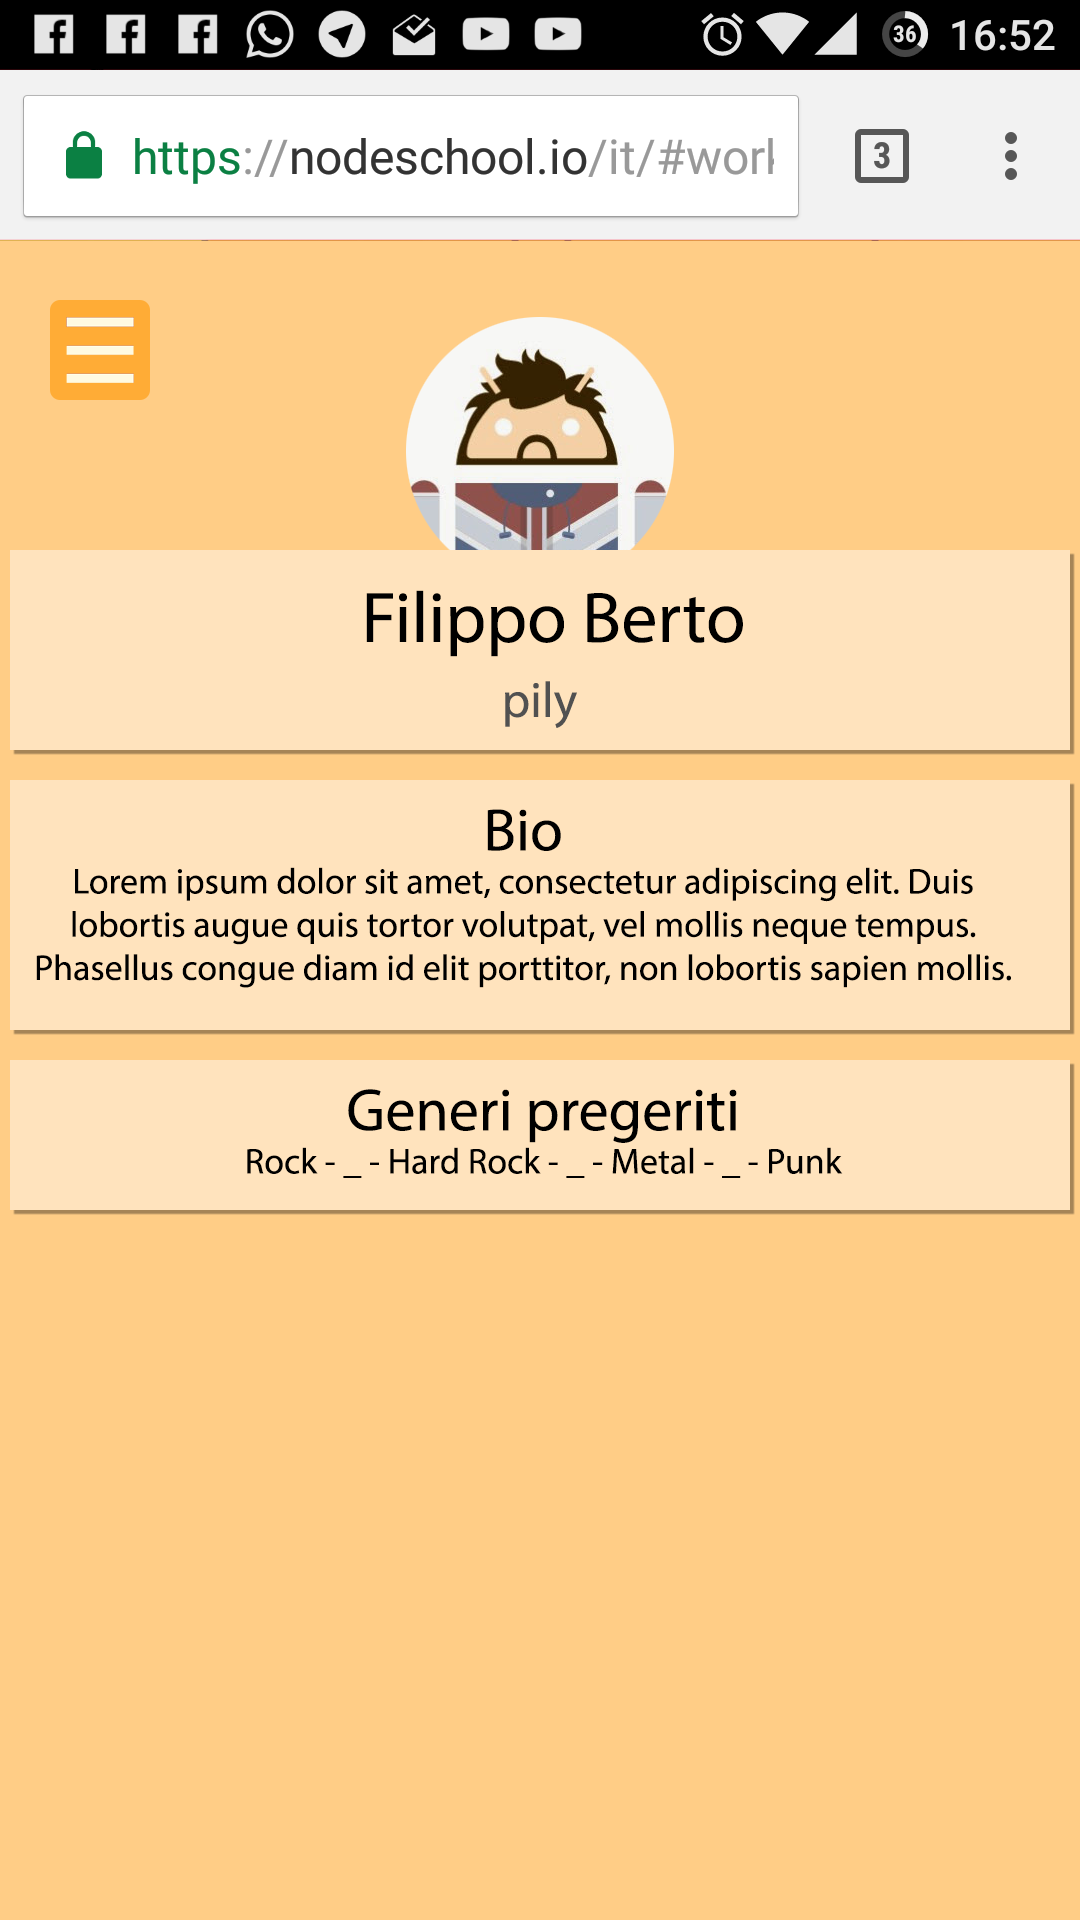 36 16:52
https://nodeschool.io/it/#work
3
Filippo Berto
pily
Bio
Lorem ipsum dolor sit amet, consectetur adipiscing elit. Duis
lobortis augue quis tortor volutpat, vel mollis neque tempus.
Phasellus congue diam id elit porttitor, non lobortis sapien mollis.
Generi pregeriti
Rock - _ - Hard Rock - _ - Metal - _ - Punk